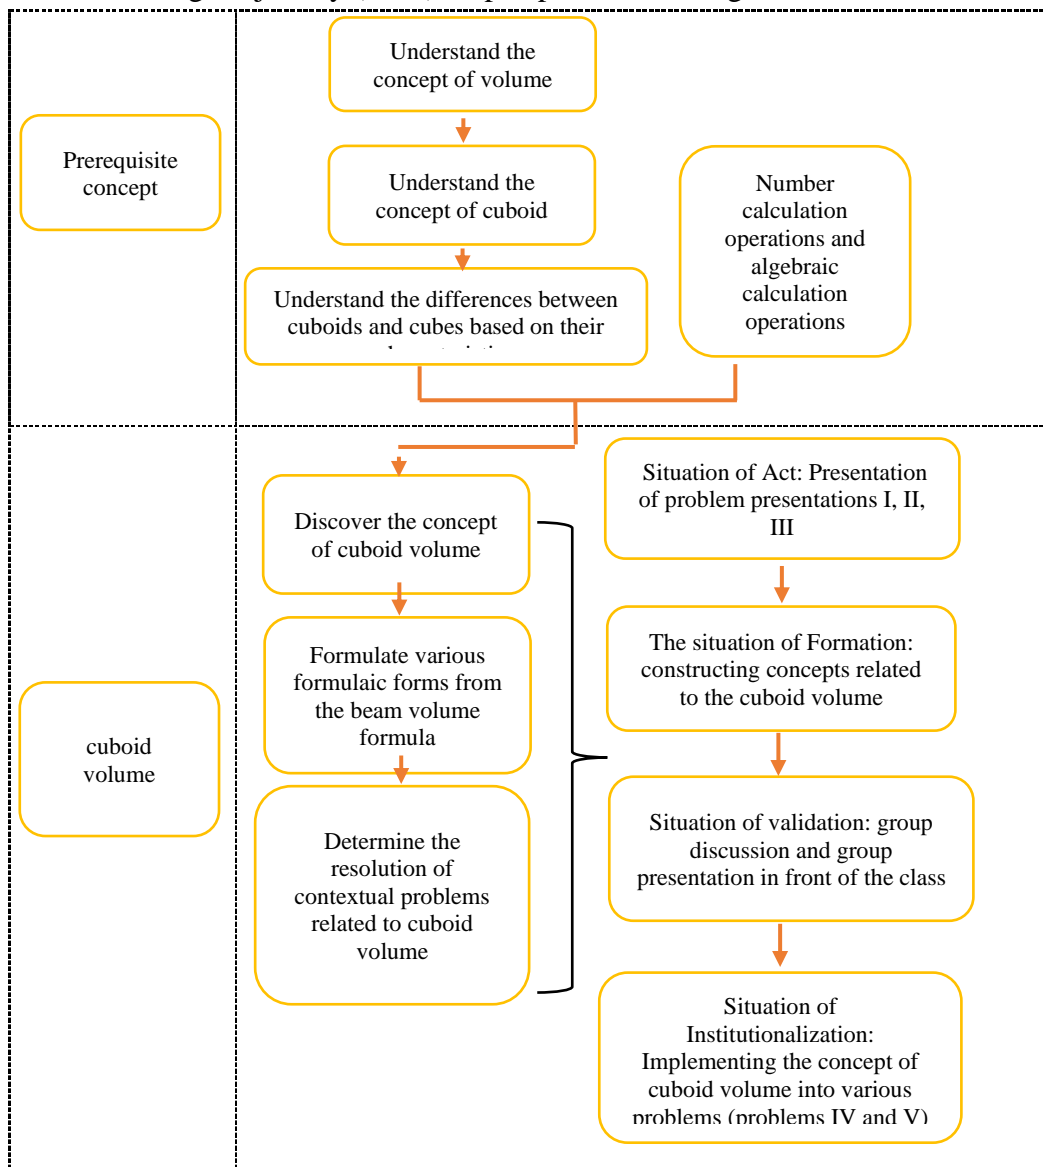 Understand the
concept of volume
Prerequisite
concept
Understand the
concept of cuboid
Number
calculation
operations and
algebraic
calculation
operations
Understand the differences between
cuboids and cubes based on their
Situation of Act: Presentation
of problem presentations I, II,
III
Discover the concept
of cuboid volume
The situation of Formation:
constructing concepts related
to the cuboid volume
Formulate various
formulaic forms from
the beam volume
formula
cuboid
volume
Situation of validation: group
discussion and group
presentation in front of the class
Determine the
resolution of
contextual problems
related to cuboid
volume
Situation of
Institutionalization:
Implementing the concept of
cuboid volume into various
problems (problems IV and V)